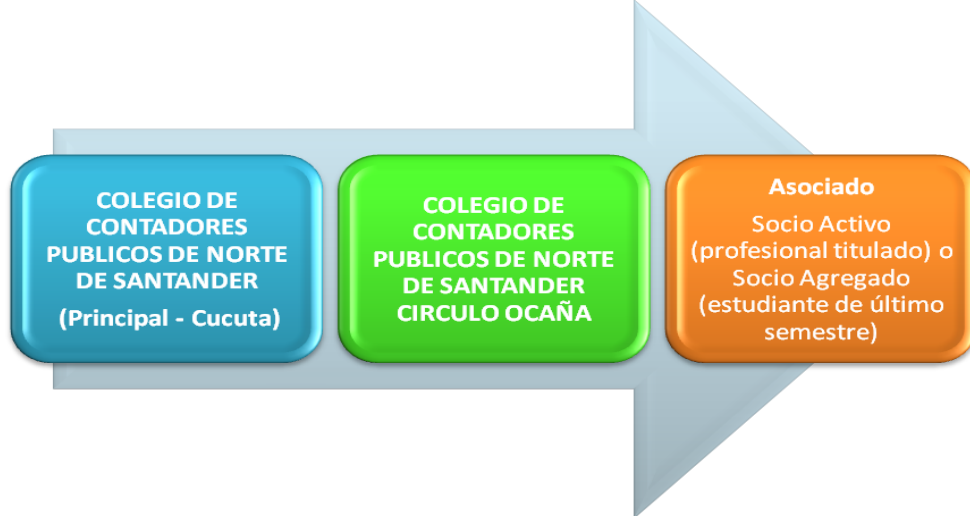 COLEGIO DE
CONTADORES
PUBLICOS DE NORTE
DE SANTANDER
(Principal - Cucuta)
COLEGIO DE
CONTADORES
PUBLICOS DE NORTE
DE SANTANDER
CIRCULO OCAÑA
Asociado
Socio Activo
(profesional titulado) o
Socio Agregado
(estudiante de último
semestre)